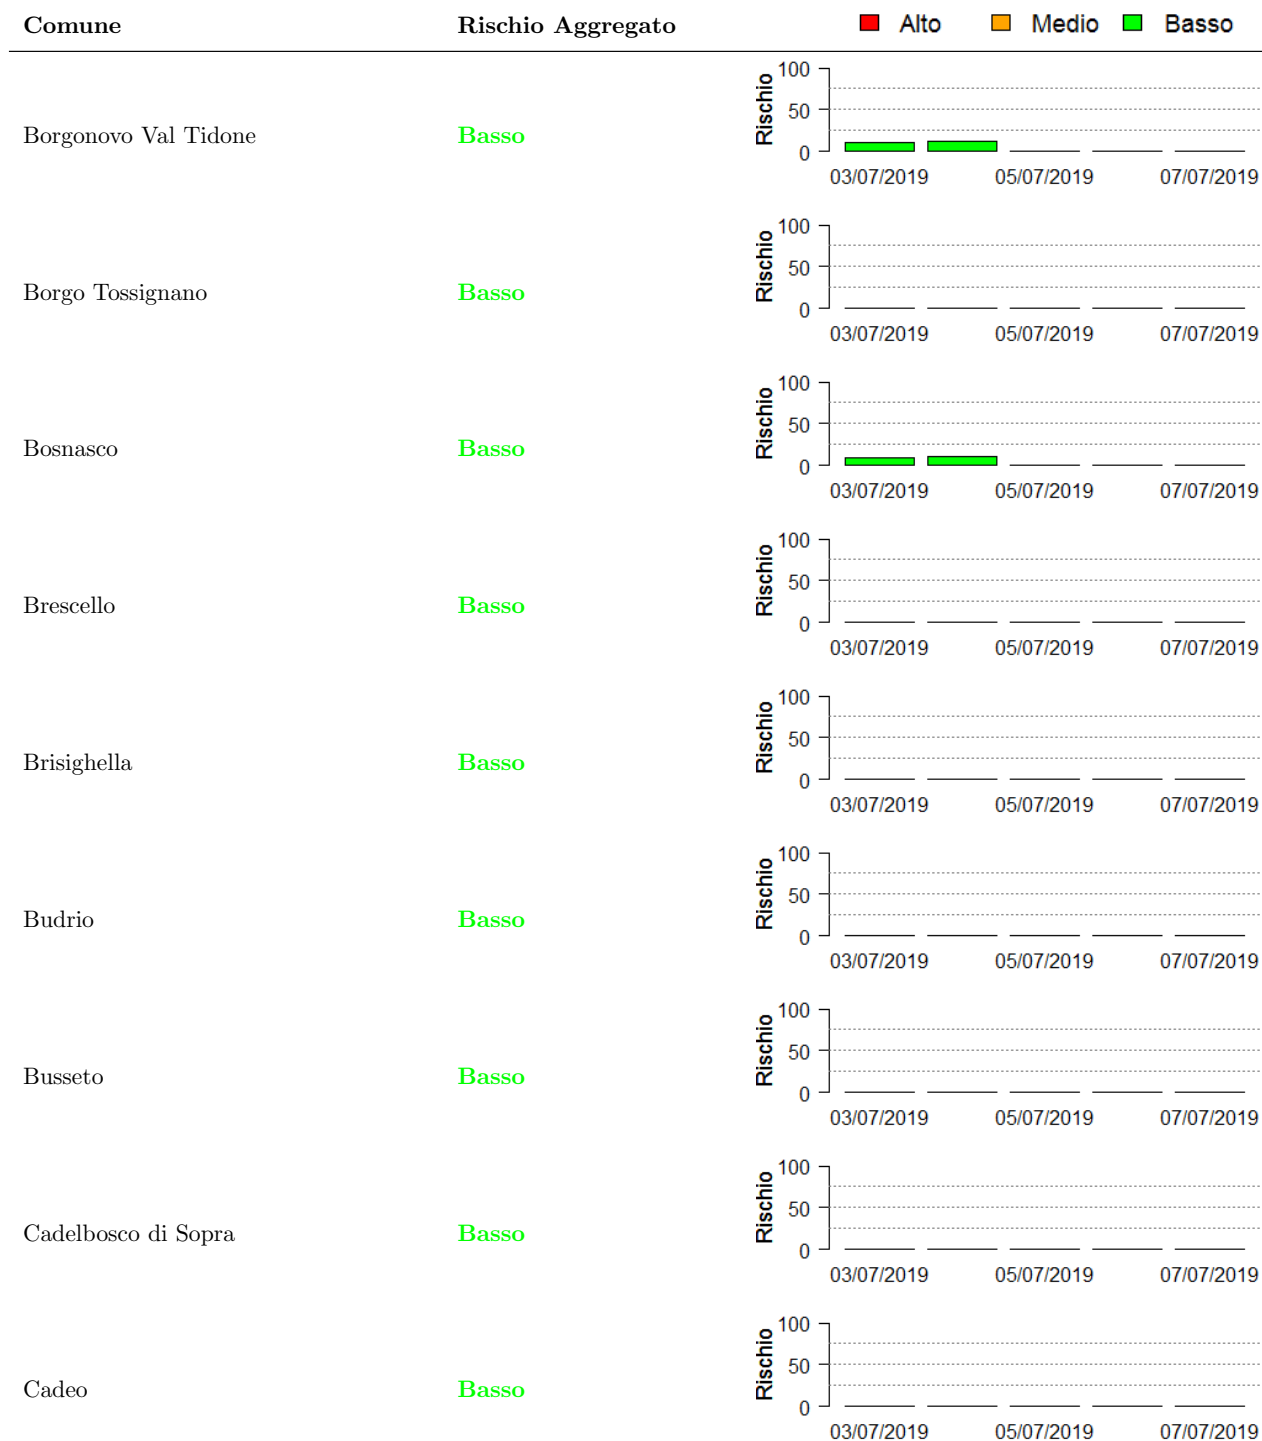 Comune Rischio Aggregato Alto Medio Basso
100
Rischio
50
Borgonovo Val Tidone Basso
0
03/07/2019 05/07/2019 07/07/2019
100
Rischio
50
Borgo Tossignano Basso
0
03/07/2019 05/07/2019 07/07/2019
100
Rischio
50
Bosnasco Basso
0
03/07/2019 05/07/2019 07/07/2019
100
Rischio
50
Brescello Basso
0
03/07/2019 05/07/2019 07/07/2019
100
Rischio
50
Brisighella Basso
0
03/07/2019 05/07/2019 07/07/2019
100
Rischio
50
Budrio Basso
0
03/07/2019 05/07/2019 07/07/2019
100
Rischio
50
Busseto Basso
0
03/07/2019 05/07/2019 07/07/2019
100
Rischio
50
Cadelbosco di Sopra Basso
0
03/07/2019 05/07/2019 07/07/2019
100
Rischio
50
Cadeo Basso
0
03/07/2019 05/07/2019 07/07/2019